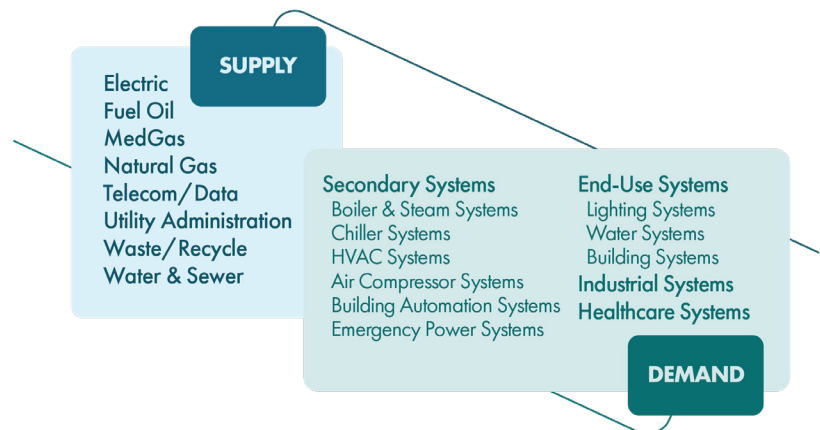 SUPPLY
Electric
Fuel Oil
MedGas
Natural Gas
Telecom/Data
Utility Administration
Waste/Recycle
Water & Sewer
Secondary Systems
Boiler & Steam Systems
Chiller Systems
HVAC Systems
Air Compressor Systems
Building Automation Systems
Emergency Power Systems
End-Use Systems
Lighting Systems
Water Systems
Building Systems
Industrial Systems
Healthcare Systems
DEMAND